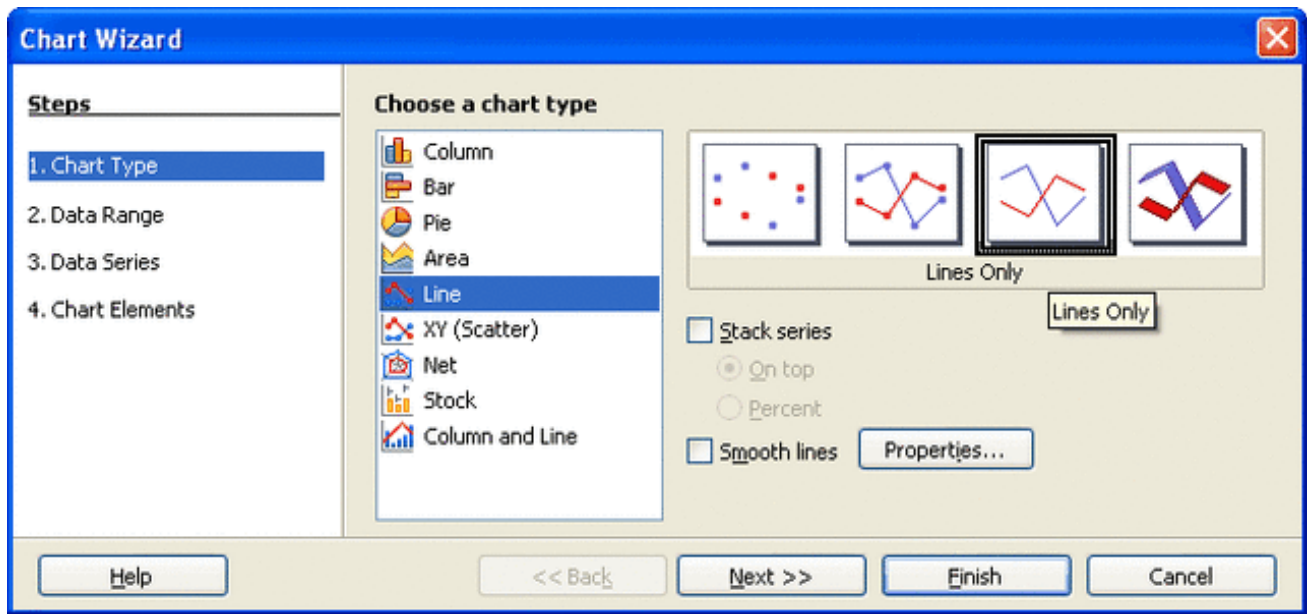 Chart Wizard
Steps
1. Chart Type
2. Data Range
3. Data Series
4. Chart Elements
Choose a chart type
Column
Bar
Pie
Area
Line
XY (Scatter)
Net
Stock
Column and Line
Lines Only
Lines Only
Stack series
On top
Percent
Smooth lines
Properties...
Help
<< Back
Next >>
Finish
Cancel